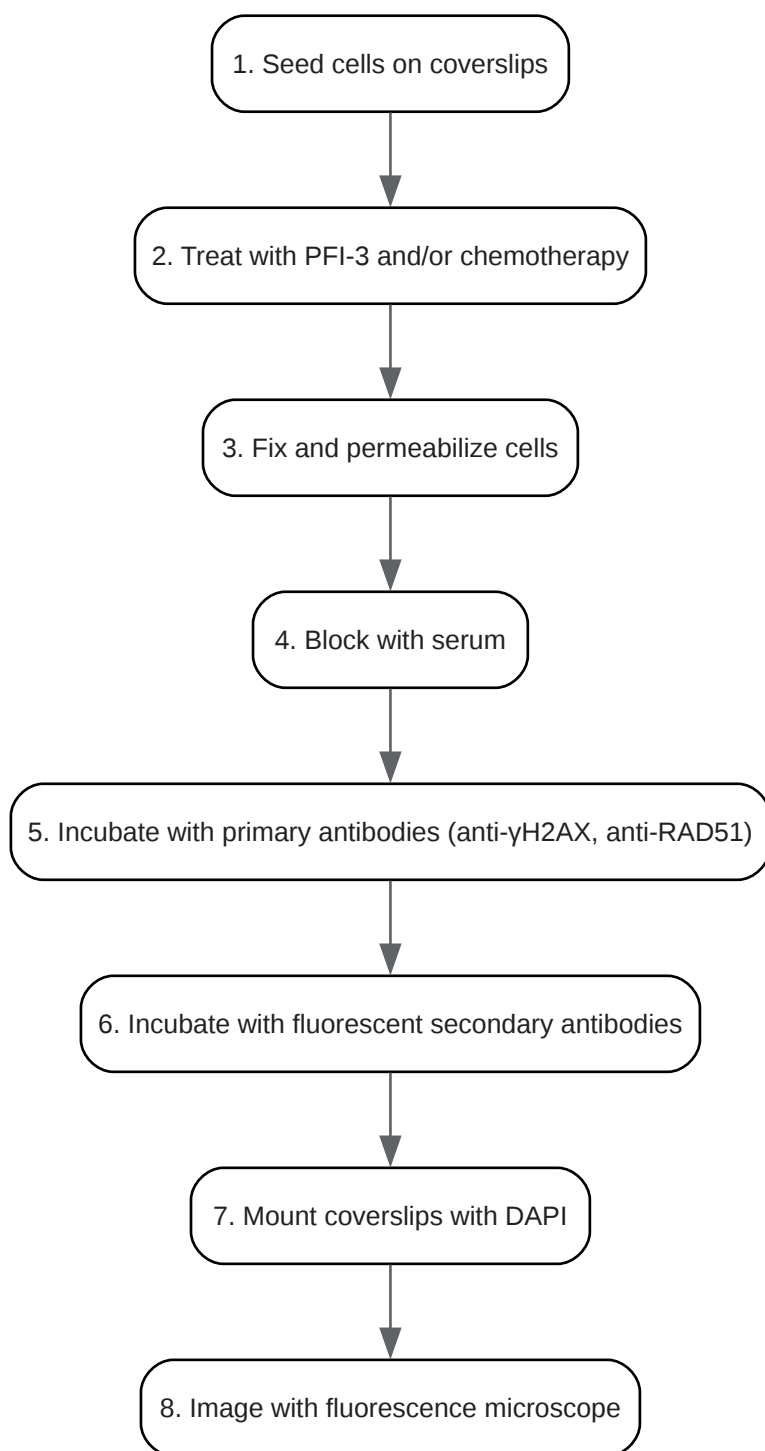 1. Seed cells on coverslips
2. Treat with PFI-3 and/or chemotherapy
3. Fix and permeabilize cells
4. Block with serum
5. Incubate with primary antibodies (anti-γH2AX, anti-RAD51)
6. Incubate with fluorescent secondary antibodies
7. Mount coverslips with DAPI
8. Image with fluorescence microscope